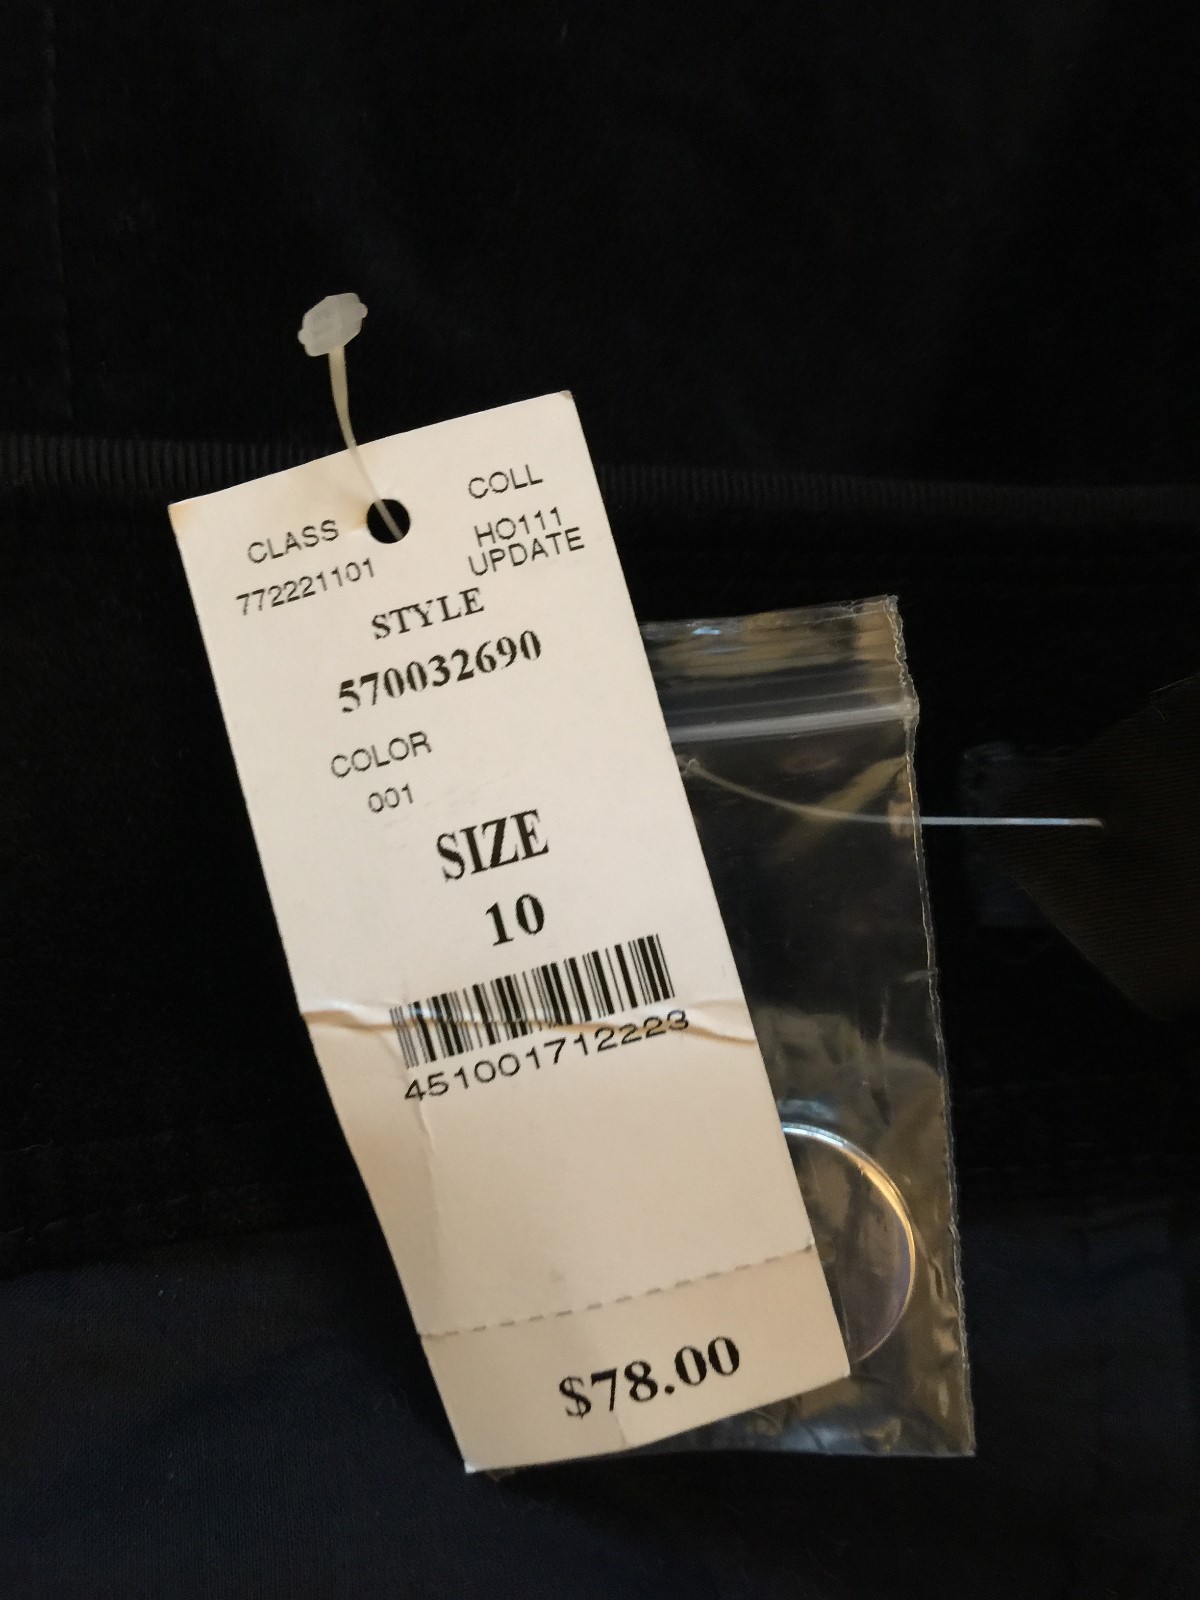 CLASS
772221101
COLL
HO111
UPDATE
STYLE
570032690
COLOR
001
SIZE
10
451001712223
$78.00